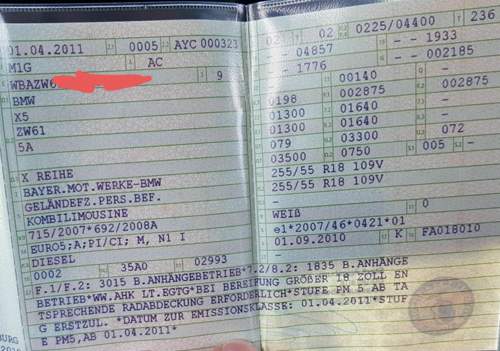 01.04.2011 0005 AYC 000323
M1G AC
WBAZW6 9
BMW
X5
ZW61
5A
X REIHE
BAYER.MOT.WERKE-BMW
GELÄNDEFZ.PERS.BEF.
KOMBILIMOUSINE
715/2007*692/2008A
EURO5;A;PI/CI; M, N1 I
DIESEL
0002 35A0 02993
F.1/F.2: 3015 B.ANHÄNGEBETRIEB*7.2/8.2: 1835 B.ANHÄNGE
BETRIEB*WW.AHK LT.EGTG*BEI BEREIFUNG GRÖßER 18 ZOLL EN
TSPRECHENDE RADABDECKUNG ERFORDERLICH*STUFE PM 5 AB TA
G ERSTZUL. *DATUM ZUR EMISSIONSKLASSE: 01.04.2011*STUF
E PM5,AB 01.04.2011*
02 02 0225/04400 236
- - 04857 - - 1933
- - 1776 - - 002185
00140 -
0198 002875 002875
01300 01640
01300 01640
079 03300 072
03500 0750 005 -
255/55 R18 109V
255/55 R18 109V
-
WEIß 0
e1*2007/46*0421*01
01.09.2010 K FA018010